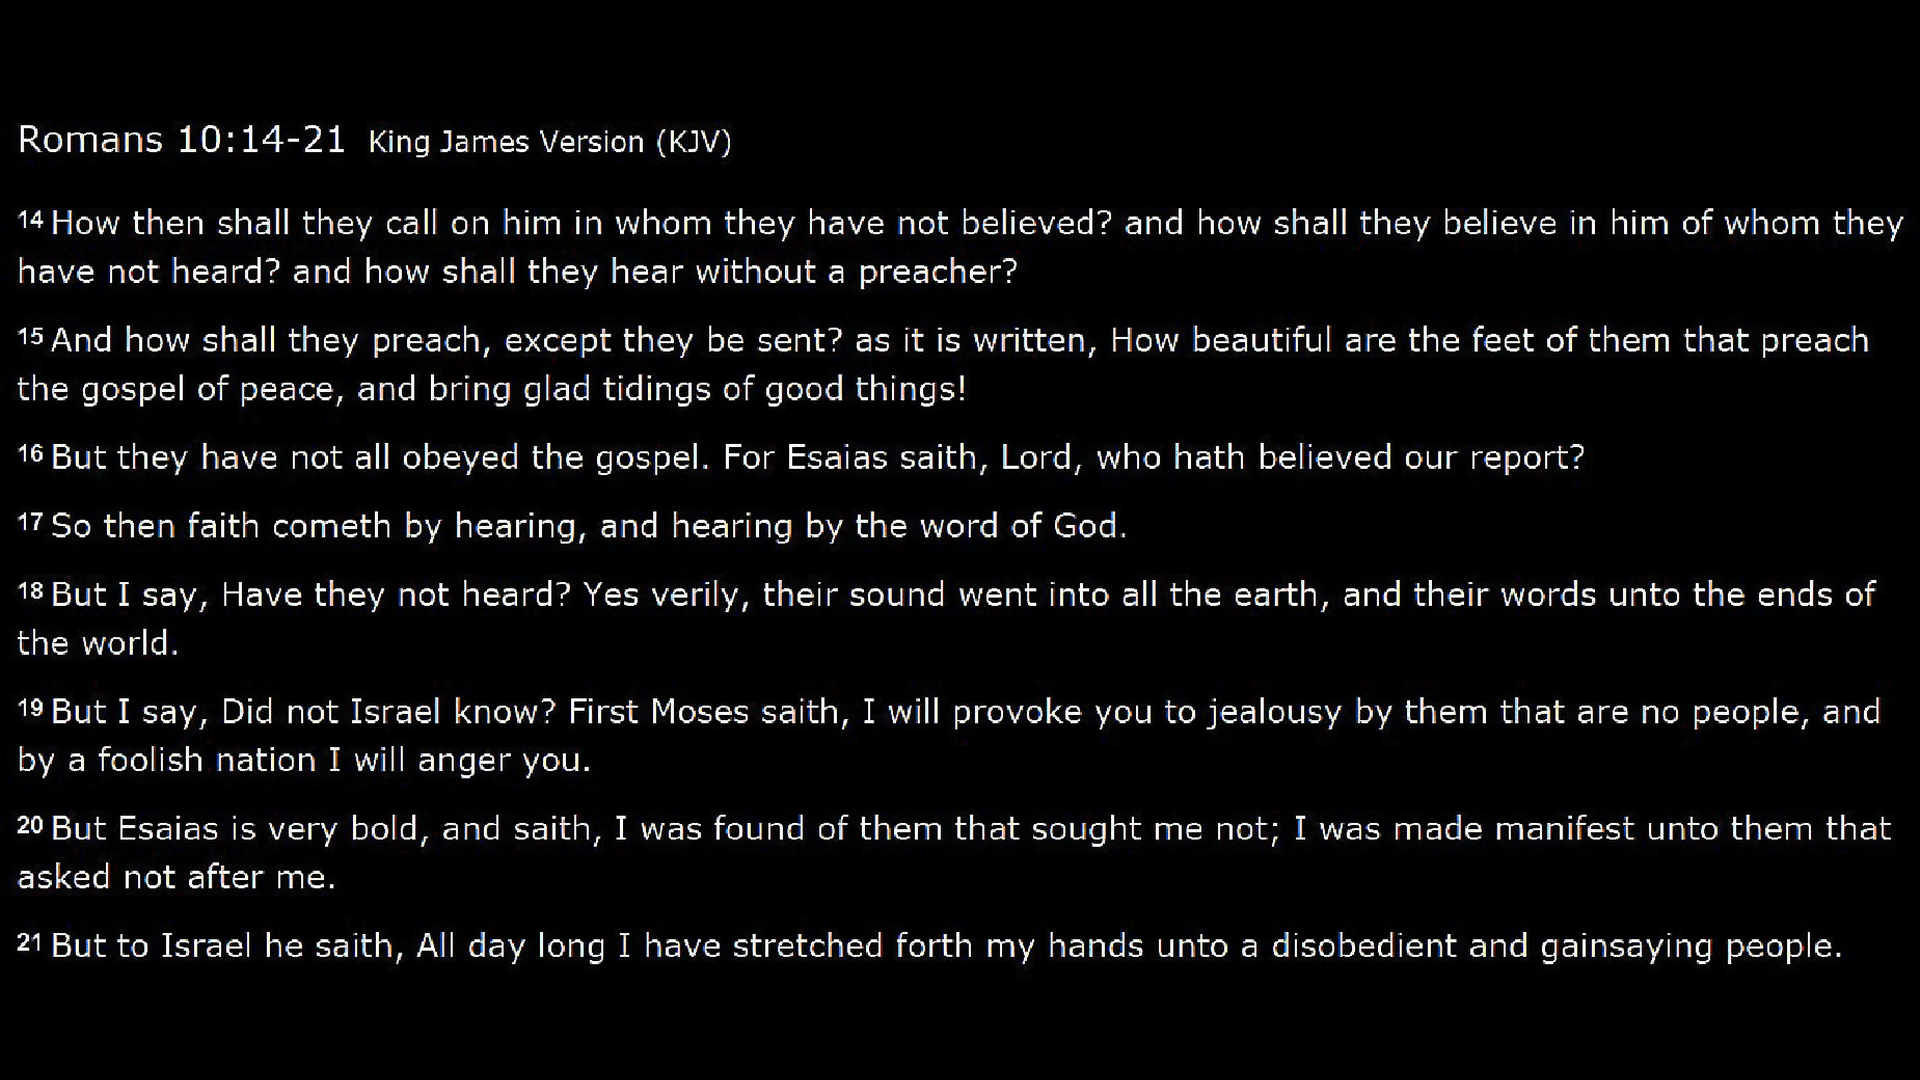 Romans 10:14-21 King James Version (KJV)
14 How then shall they call on him in whom they have not believed? and how shall they believe in him of whom they
have not heard? and how shall they hear without a preacher?
15 And how shall they preach, except they be sent? as it is written, How beautiful are the feet of them that preach
the gospel of peace, and bring glad tidings of good things!
16 But they have not all obeyed the gospel. For Esaias saith, Lord, who hath believed our report?
17 So then faith cometh by hearing, and hearing by the word of God.
18 But I say, Have they not heard? Yes verily, their sound went into all the earth, and their words unto the ends of
the world.
19 But I say, Did not Israel know? First Moses saith, I will provoke you to jealousy by them that are no people, and
by a foolish nation I will anger you.
20 But Esaias is very bold, and saith, I was found of them that sought me not; I was made manifest unto them that
asked not after me.
21 But to Israel he saith, All day long I have stretched forth my hands unto a disobedient and gainsaying people.